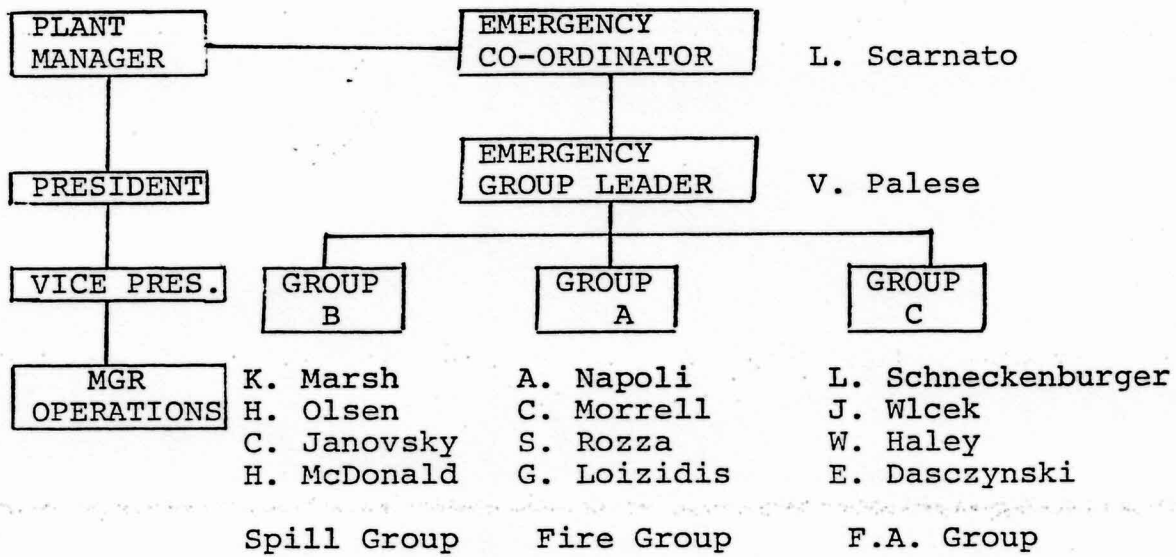 PLANT
MANAGER
EMERGENCY
CO-ORDINATOR
L. Scarnato
EMERGENCY
GROUP LEADER
V. Palese
PRESIDENT
VICE PRES.
MGR
OPERATIONS
GROUP
B
GROUP
A
GROUP
C
K. Marsh
H. Olsen
C. Janovsky
H. McDonald
A. Napoli
C. Morrell
S. Rozza
G. Loizidis
L. Schneckenburger
J. Wlcek
W. Haley
E. Dasczynski
Spill Group
Fire Group
F.A. Group